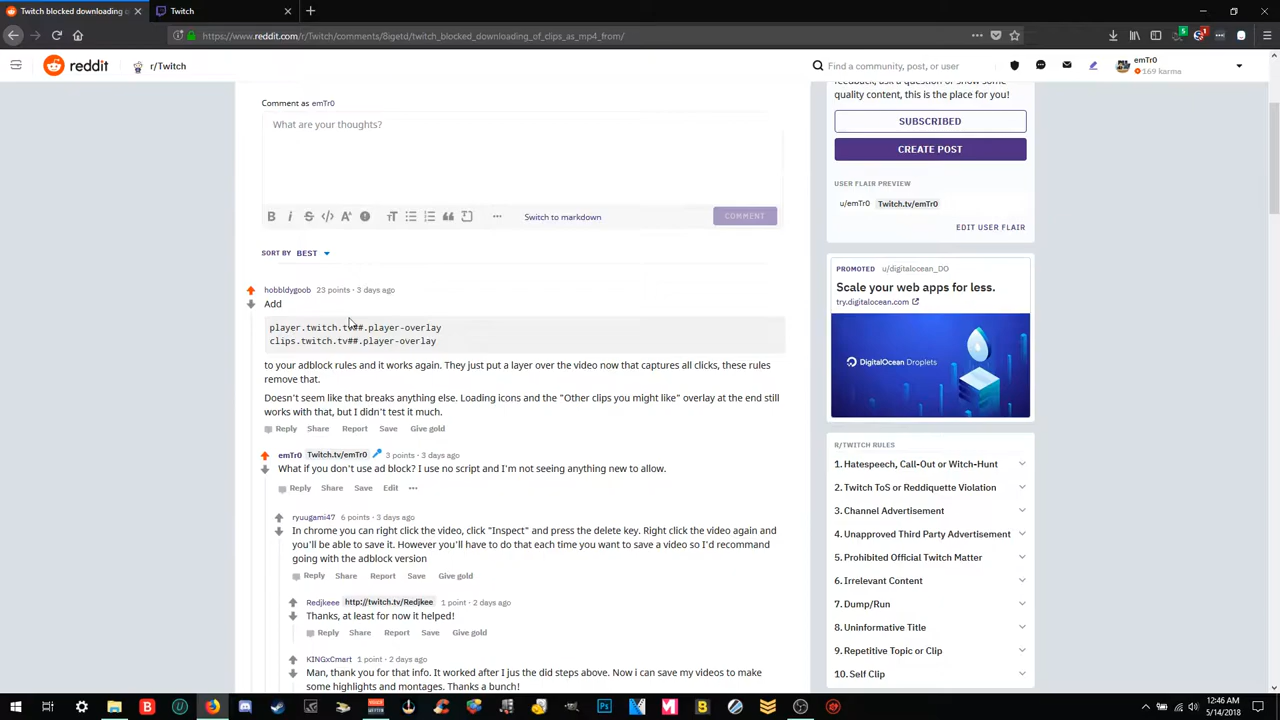 Twitch blocked downloading a
Twitch
https://www.reddit.com/r/Twitch/comments/8igetd/twitch_blocked_downloading_of_clips_as_mp4_from/
reddit
r/Twitch
Find a community, post, or user
emTr0
169 karma
Comment as emTr0
What are your thoughts?
Switch to markdown
COMMENT
SORT BY BEST
hobbldygoob 23 points · 3 days ago
Add
player.twitch.tv##.player-overlay
clips.twitch.tv##.player-overlay
to your adblock rules and it works again. They just put a layer over the video now that captures all clicks, these rules
remove that.
Doesn't seem like that breaks anything else. Loading icons and the "Other clips you might like" overlay at the end still
works with that, but I didn't test it much.
Reply Share Report Save Give gold
emTr0 Twitch.tv/emTr0 3 points · 3 days ago
What if you don't use ad block? I use no script and I'm not seeing anything new to allow.
Reply Share Save Edit
ryuugami47 6 points · 3 days ago
In chrome you can right click the video, click "Inspect" and press the delete key. Right click the video again and
you'll be able to save it. However you'll have to do that each time you want to save a video so I'd recommand
going with the adblock version
Reply Share Report Save Give gold
Redjkeee http://twitch.tv/Redjkee 1 point · 2 days ago
Thanks, at least for now it helped!
Reply Share Report Save Give gold
KINGxCmart 1 point · 2 days ago
Man, thank you for that info. It worked after I jus the did steps above. Now i can save my videos to make
some highlights and montages. Thanks a bunch!
feedback, ask a question or show some
quality content, this is the place for you!
SUBSCRIBED
CREATE POST
USER FLAIR PREVIEW
u/emTr0 Twitch.tv/emTr0
EDIT USER FLAIR
PROMOTED u/digitalocean_DO
Scale your web apps for less.
try.digitalocean.com
DigitalOcean Droplets
R/TWITCH RULES
1. Hatespeech, Call-Out or Witch-Hunt
2. Twitch ToS or Reddiquette Violation
3. Channel Advertisement
4. Unapproved Third Party Advertisement
5. Prohibited Official Twitch Matter
6. Irrelevant Content
7. Dump/Run
8. Uninformative Title
9. Repetitive Topic or Clip
10. Self Clip
12:46 AM
5/14/2018